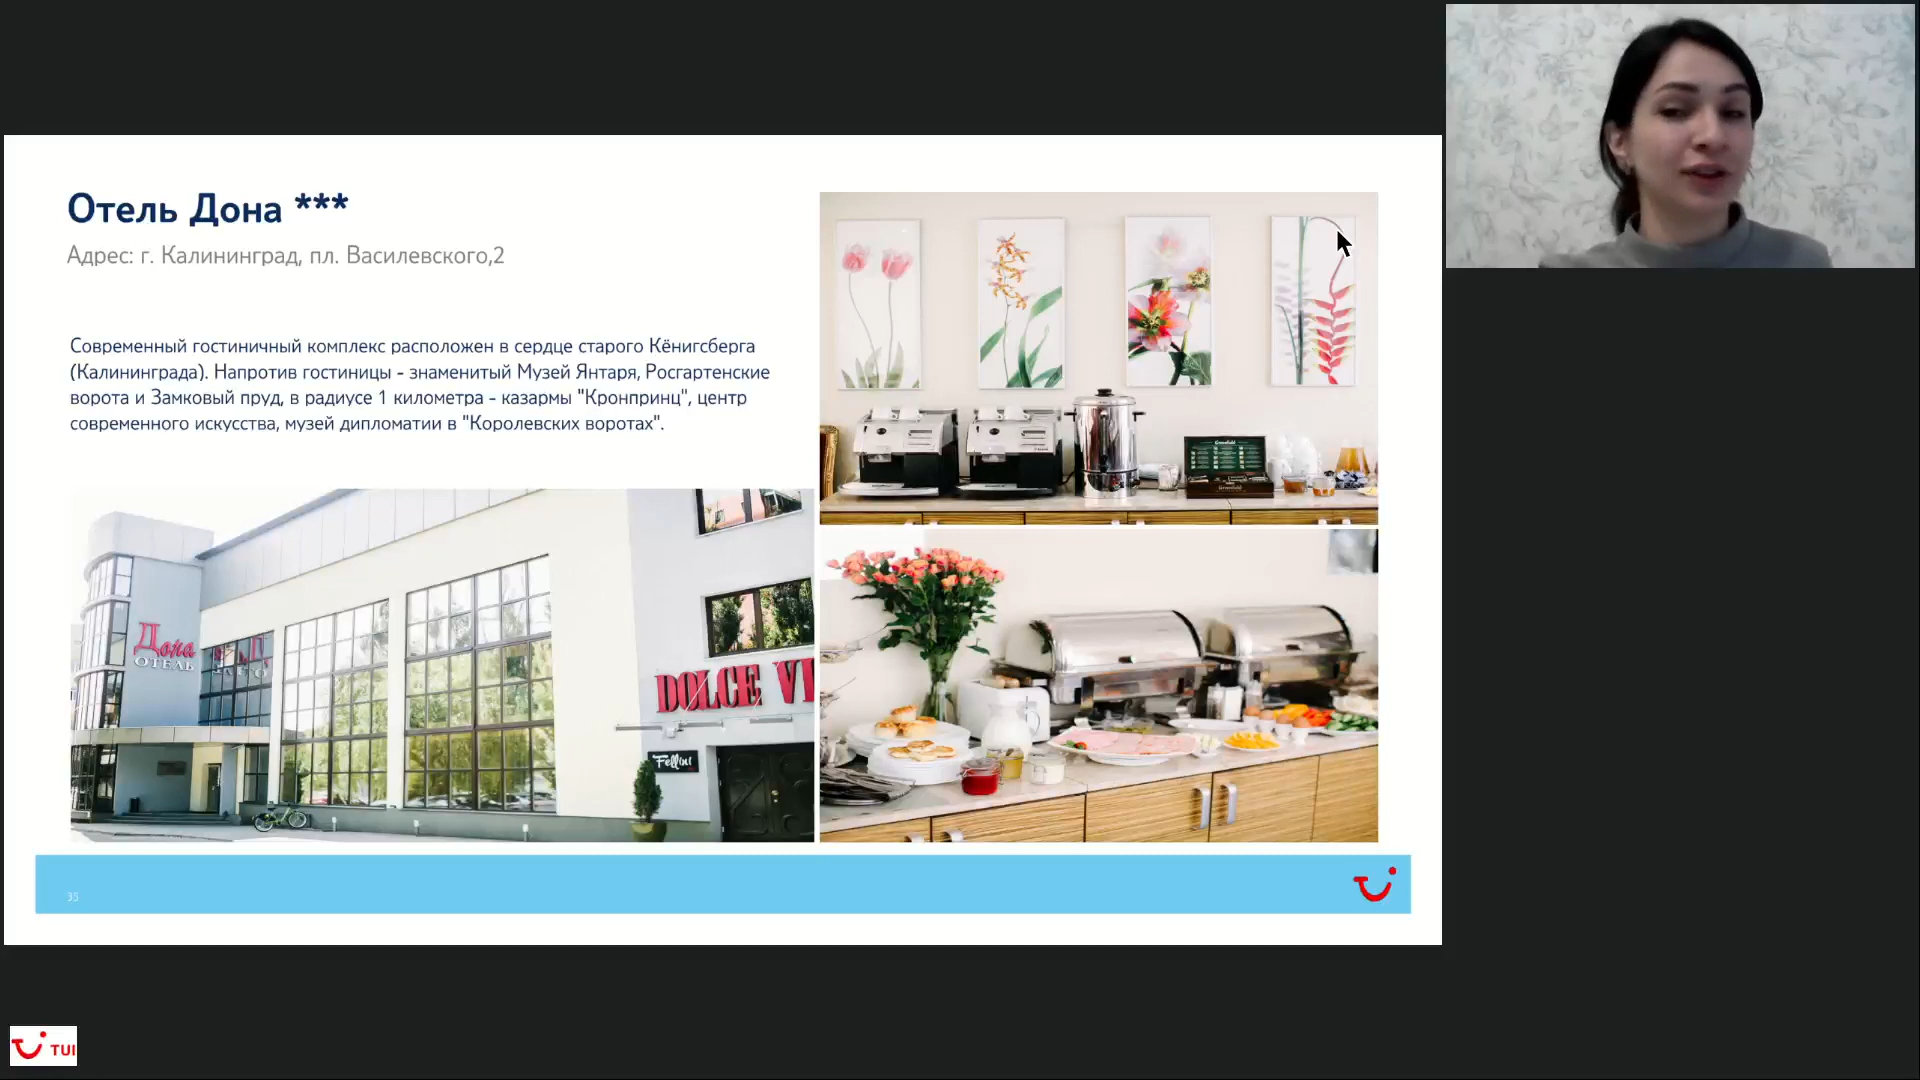 Отель Дона ***
Адрес: г. Калининград, пл. Василевского,2
Современный гостиничный комплекс расположен в сердце старого Кёнигсберга
(Калининграда). Напротив гостиницы - знаменитый Музей Янтаря, Росгартенские
ворота и Замковый пруд, в радиусе 1 километра - казармы "Кронпринц", центр
современного искусства, музей дипломатии в "Королевских воротах".
Дона
ОТЕЛЬ
DOLCE VI
Fellini
Greenfield
35
TUI